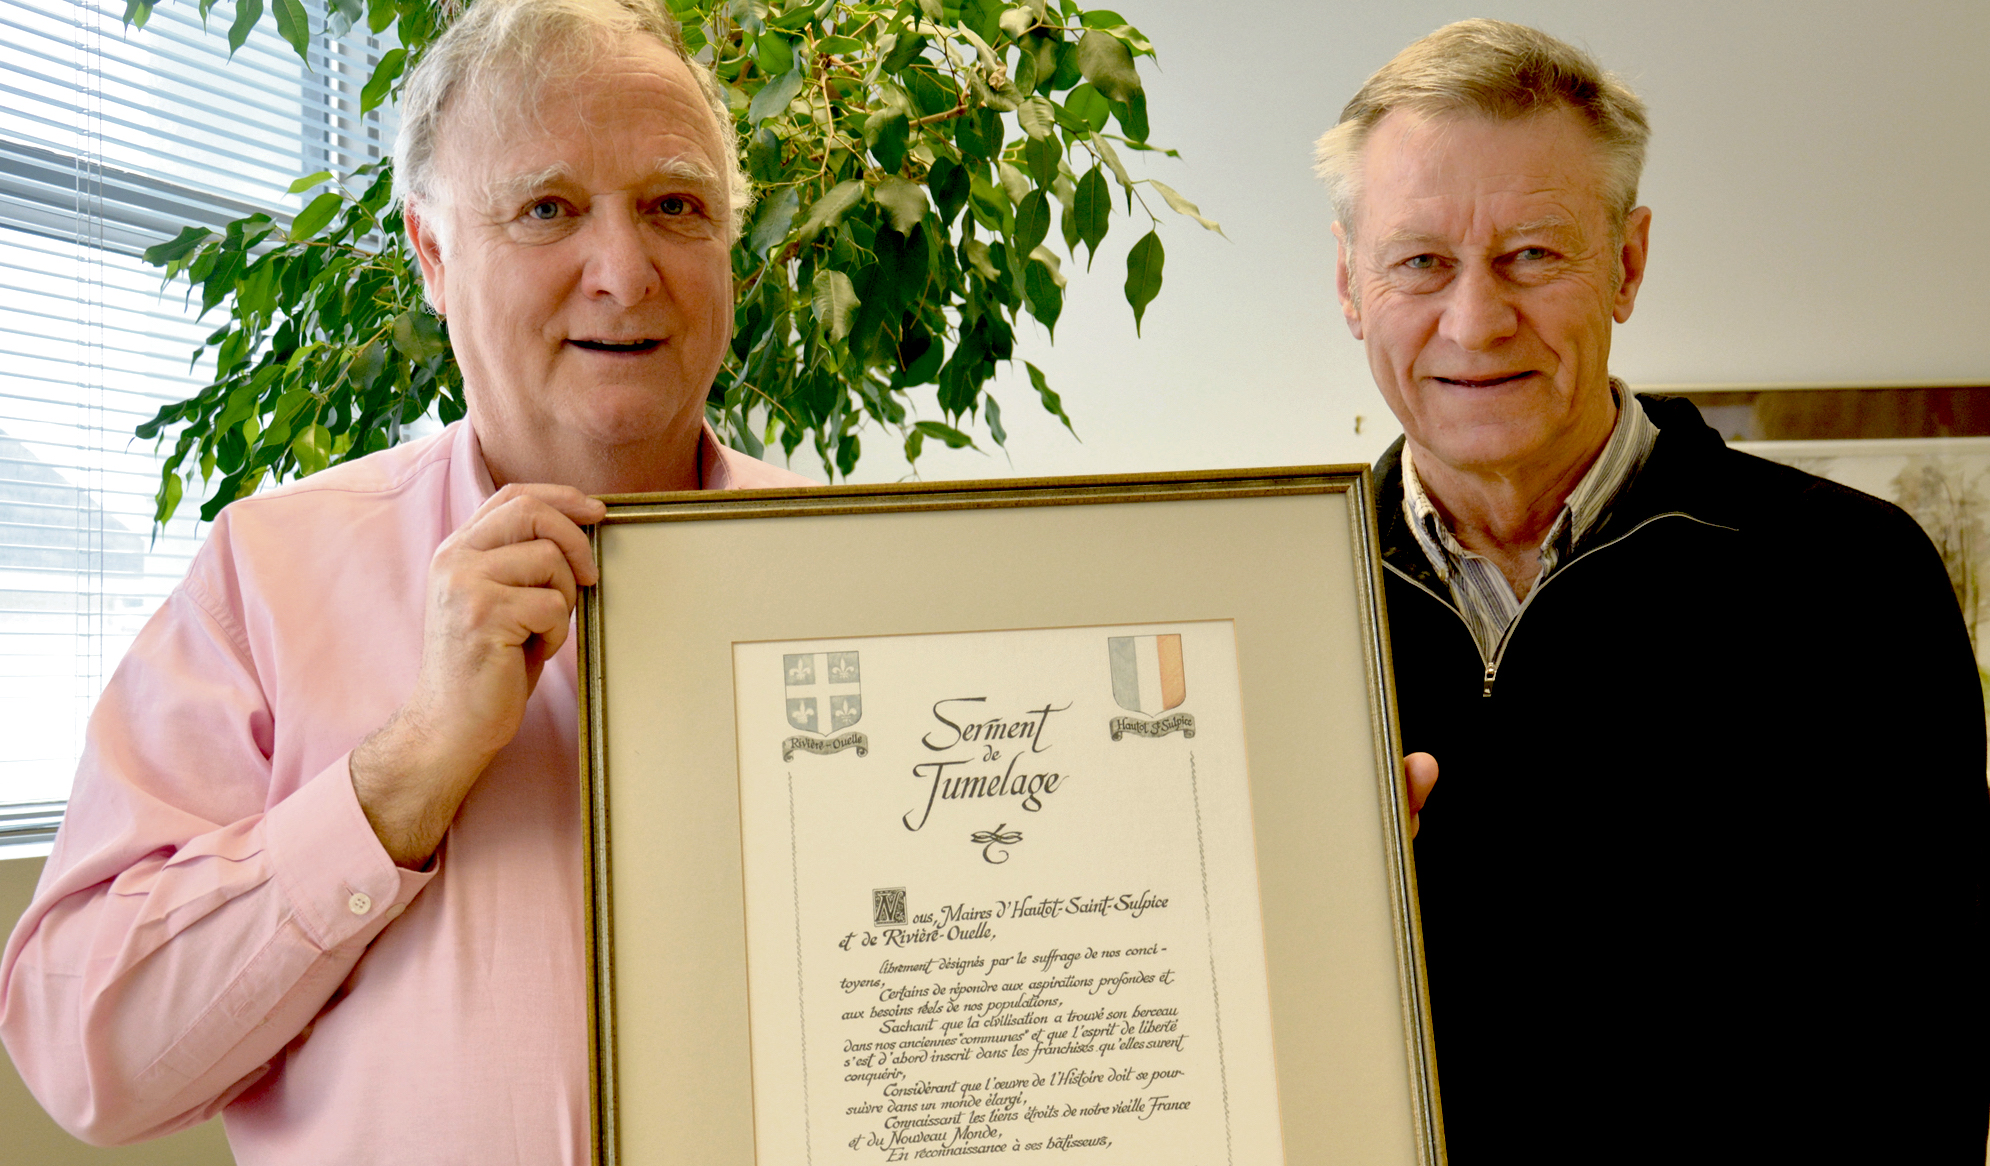 Rivière-Ouelle
Hautot St-Sulpice
Serment
de
Jumelage
Nous, Maires d'Hautot-Saint-Sulpice
et de Rivière-Ouelle,
librement désignés par le suffrage de nos conci-
toyens,
Certains de répondre aux aspirations profondes et
aux besoins réels de nos populations,
Sachant que la civilisation a trouvé son berceau
dans nos anciennes "communes" et que l'esprit de liberté
s'est d'abord inscrit dans les franchises qu'elles surent
conquérir,
Considérant que l'œuvre de l'Histoire doit se pour-
suivre dans un monde élargi,
Connaissant les liens étroits de notre vieille France
et du Nouveau Monde,
En reconnaissance à ses bâtisseurs,